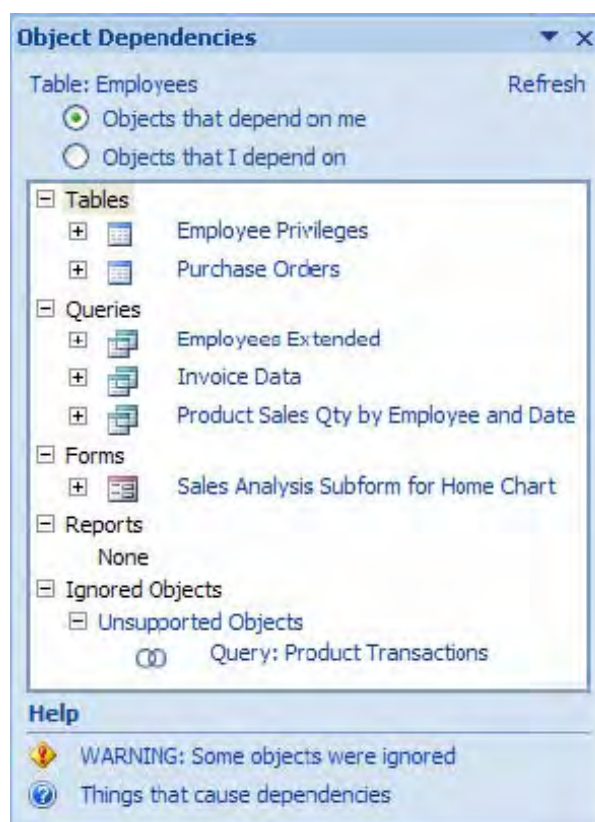 Object Dependencies
Table: Employees Refresh
Objects that depend on me
Objects that I depend on
Tables
Employee Privileges
Purchase Orders
Queries
Employees Extended
Invoice Data
Product Sales Qty by Employee and Date
Forms
Sales Analysis Subform for Home Chart
Reports
None
Ignored Objects
Unsupported Objects
Query: Product Transactions
Help
WARNING: Some objects were ignored
Things that cause dependencies